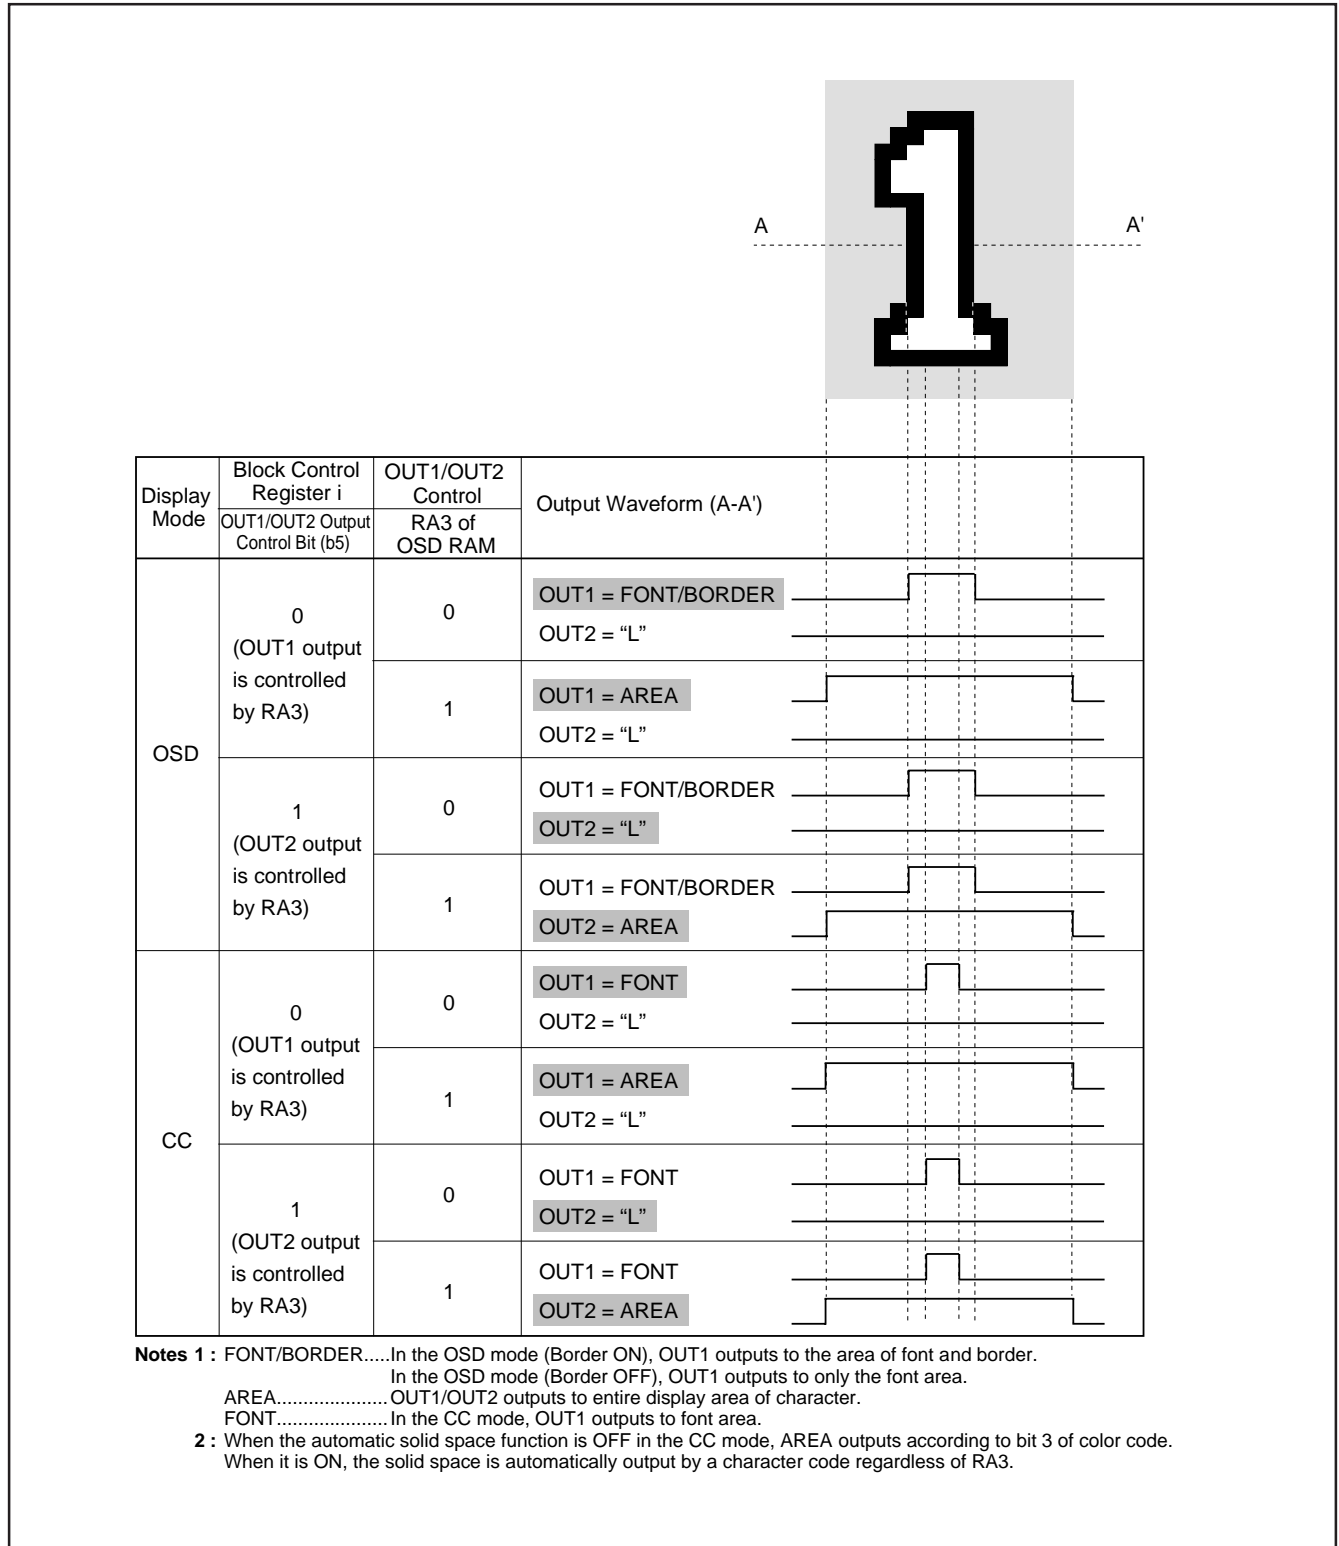 A A'
Display Mode
Block Control Register i
OUT1/OUT2 Output Control Bit (b5)
OUT1/OUT2 Control
RA3 of OSD RAM
Output Waveform (A-A')
OSD
0
(OUT1 output
is controlled
by RA3)
0
OUT1 = FONT/BORDER
OUT2 = “L”
1
OUT1 = AREA
OUT2 = “L”
1
(OUT2 output
is controlled
by RA3)
0
OUT1 = FONT/BORDER
OUT2 = “L”
1
OUT1 = FONT/BORDER
OUT2 = AREA
CC
0
(OUT1 output
is controlled
by RA3)
0
OUT1 = FONT
OUT2 = “L”
1
OUT1 = AREA
OUT2 = “L”
1
(OUT2 output
is controlled
by RA3)
0
OUT1 = FONT
OUT2 = “L”
1
OUT1 = FONT
OUT2 = AREA
Notes 1 : FONT/BORDER.....In the OSD mode (Border ON), OUT1 outputs to the area of font and border.
In the OSD mode (Border OFF), OUT1 outputs to only the font area.
AREA.....................OUT1/OUT2 outputs to entire display area of character.
FONT.....................In the CC mode, OUT1 outputs to font area.
2 : When the automatic solid space function is OFF in the CC mode, AREA outputs according to bit 3 of color code.
When it is ON, the solid space is automatically output by a character code regardless of RA3.